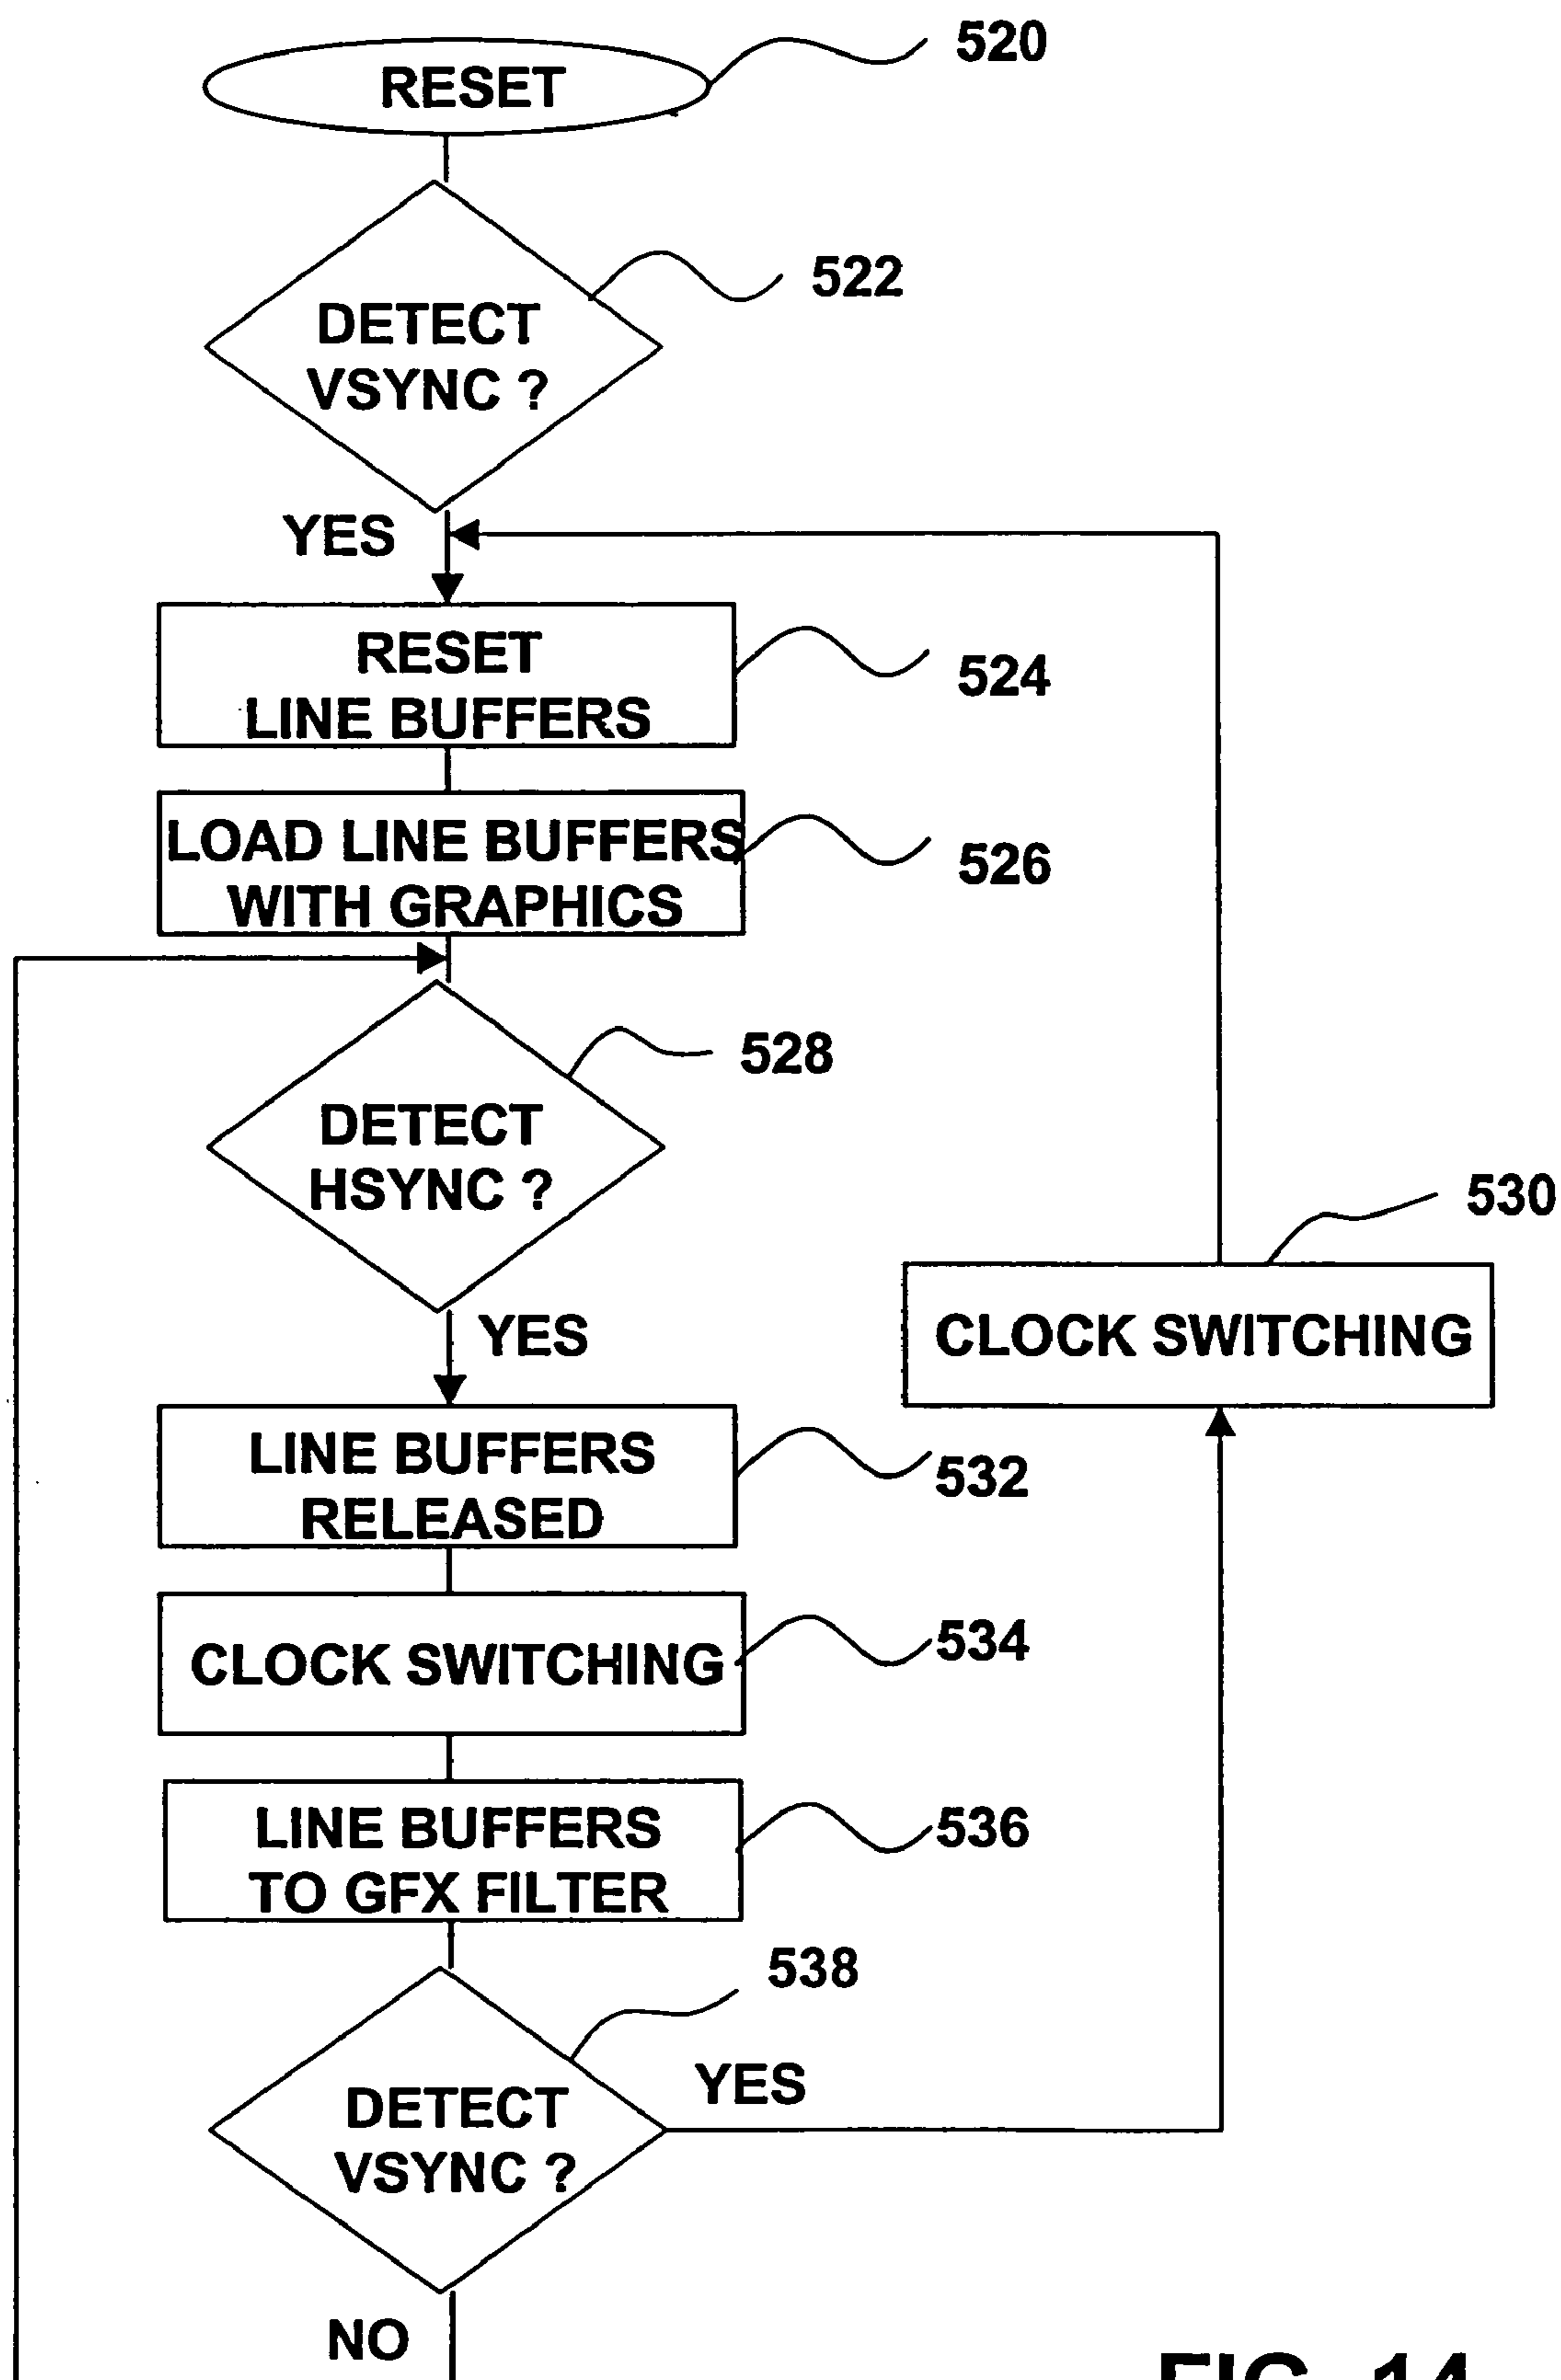 RESET
520
DETECT
VSYNC ?
522
YES
RESET
LINE BUFFERS
524
LOAD LINE BUFFERS
WITH GRAPHICS
526
DETECT
HSYNC ?
528
YES
CLOCK SWITCHING
530
LINE BUFFERS
RELEASED
532
CLOCK SWITCHING
534
LINE BUFFERS
TO GFX FILTER
536
DETECT
VSYNC ?
538
YES
NO
FIG. 14